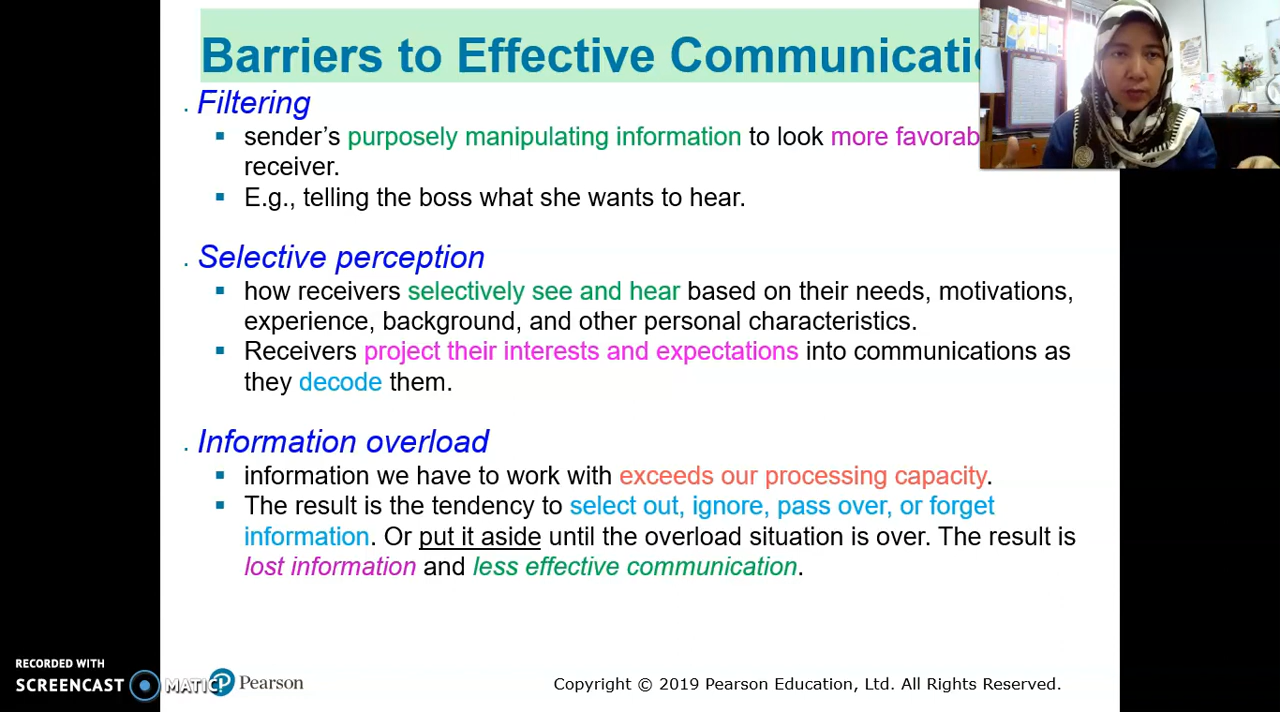 Barriers to Effective Communicatio
. Filtering
▪ sender’s purposely manipulating information to look more favorab
receiver.
▪ E.g., telling the boss what she wants to hear.
. Selective perception
▪ how receivers selectively see and hear based on their needs, motivations,
experience, background, and other personal characteristics.
▪ Receivers project their interests and expectations into communications as
they decode them.
. Information overload
▪ information we have to work with exceeds our processing capacity.
▪ The result is the tendency to select out, ignore, pass over, or forget
information. Or put it aside until the overload situation is over. The result is
lost information and less effective communication.
RECORDED WITH
SCREENCAST MATIC
Pearson
Copyright © 2019 Pearson Education, Ltd. All Rights Reserved.